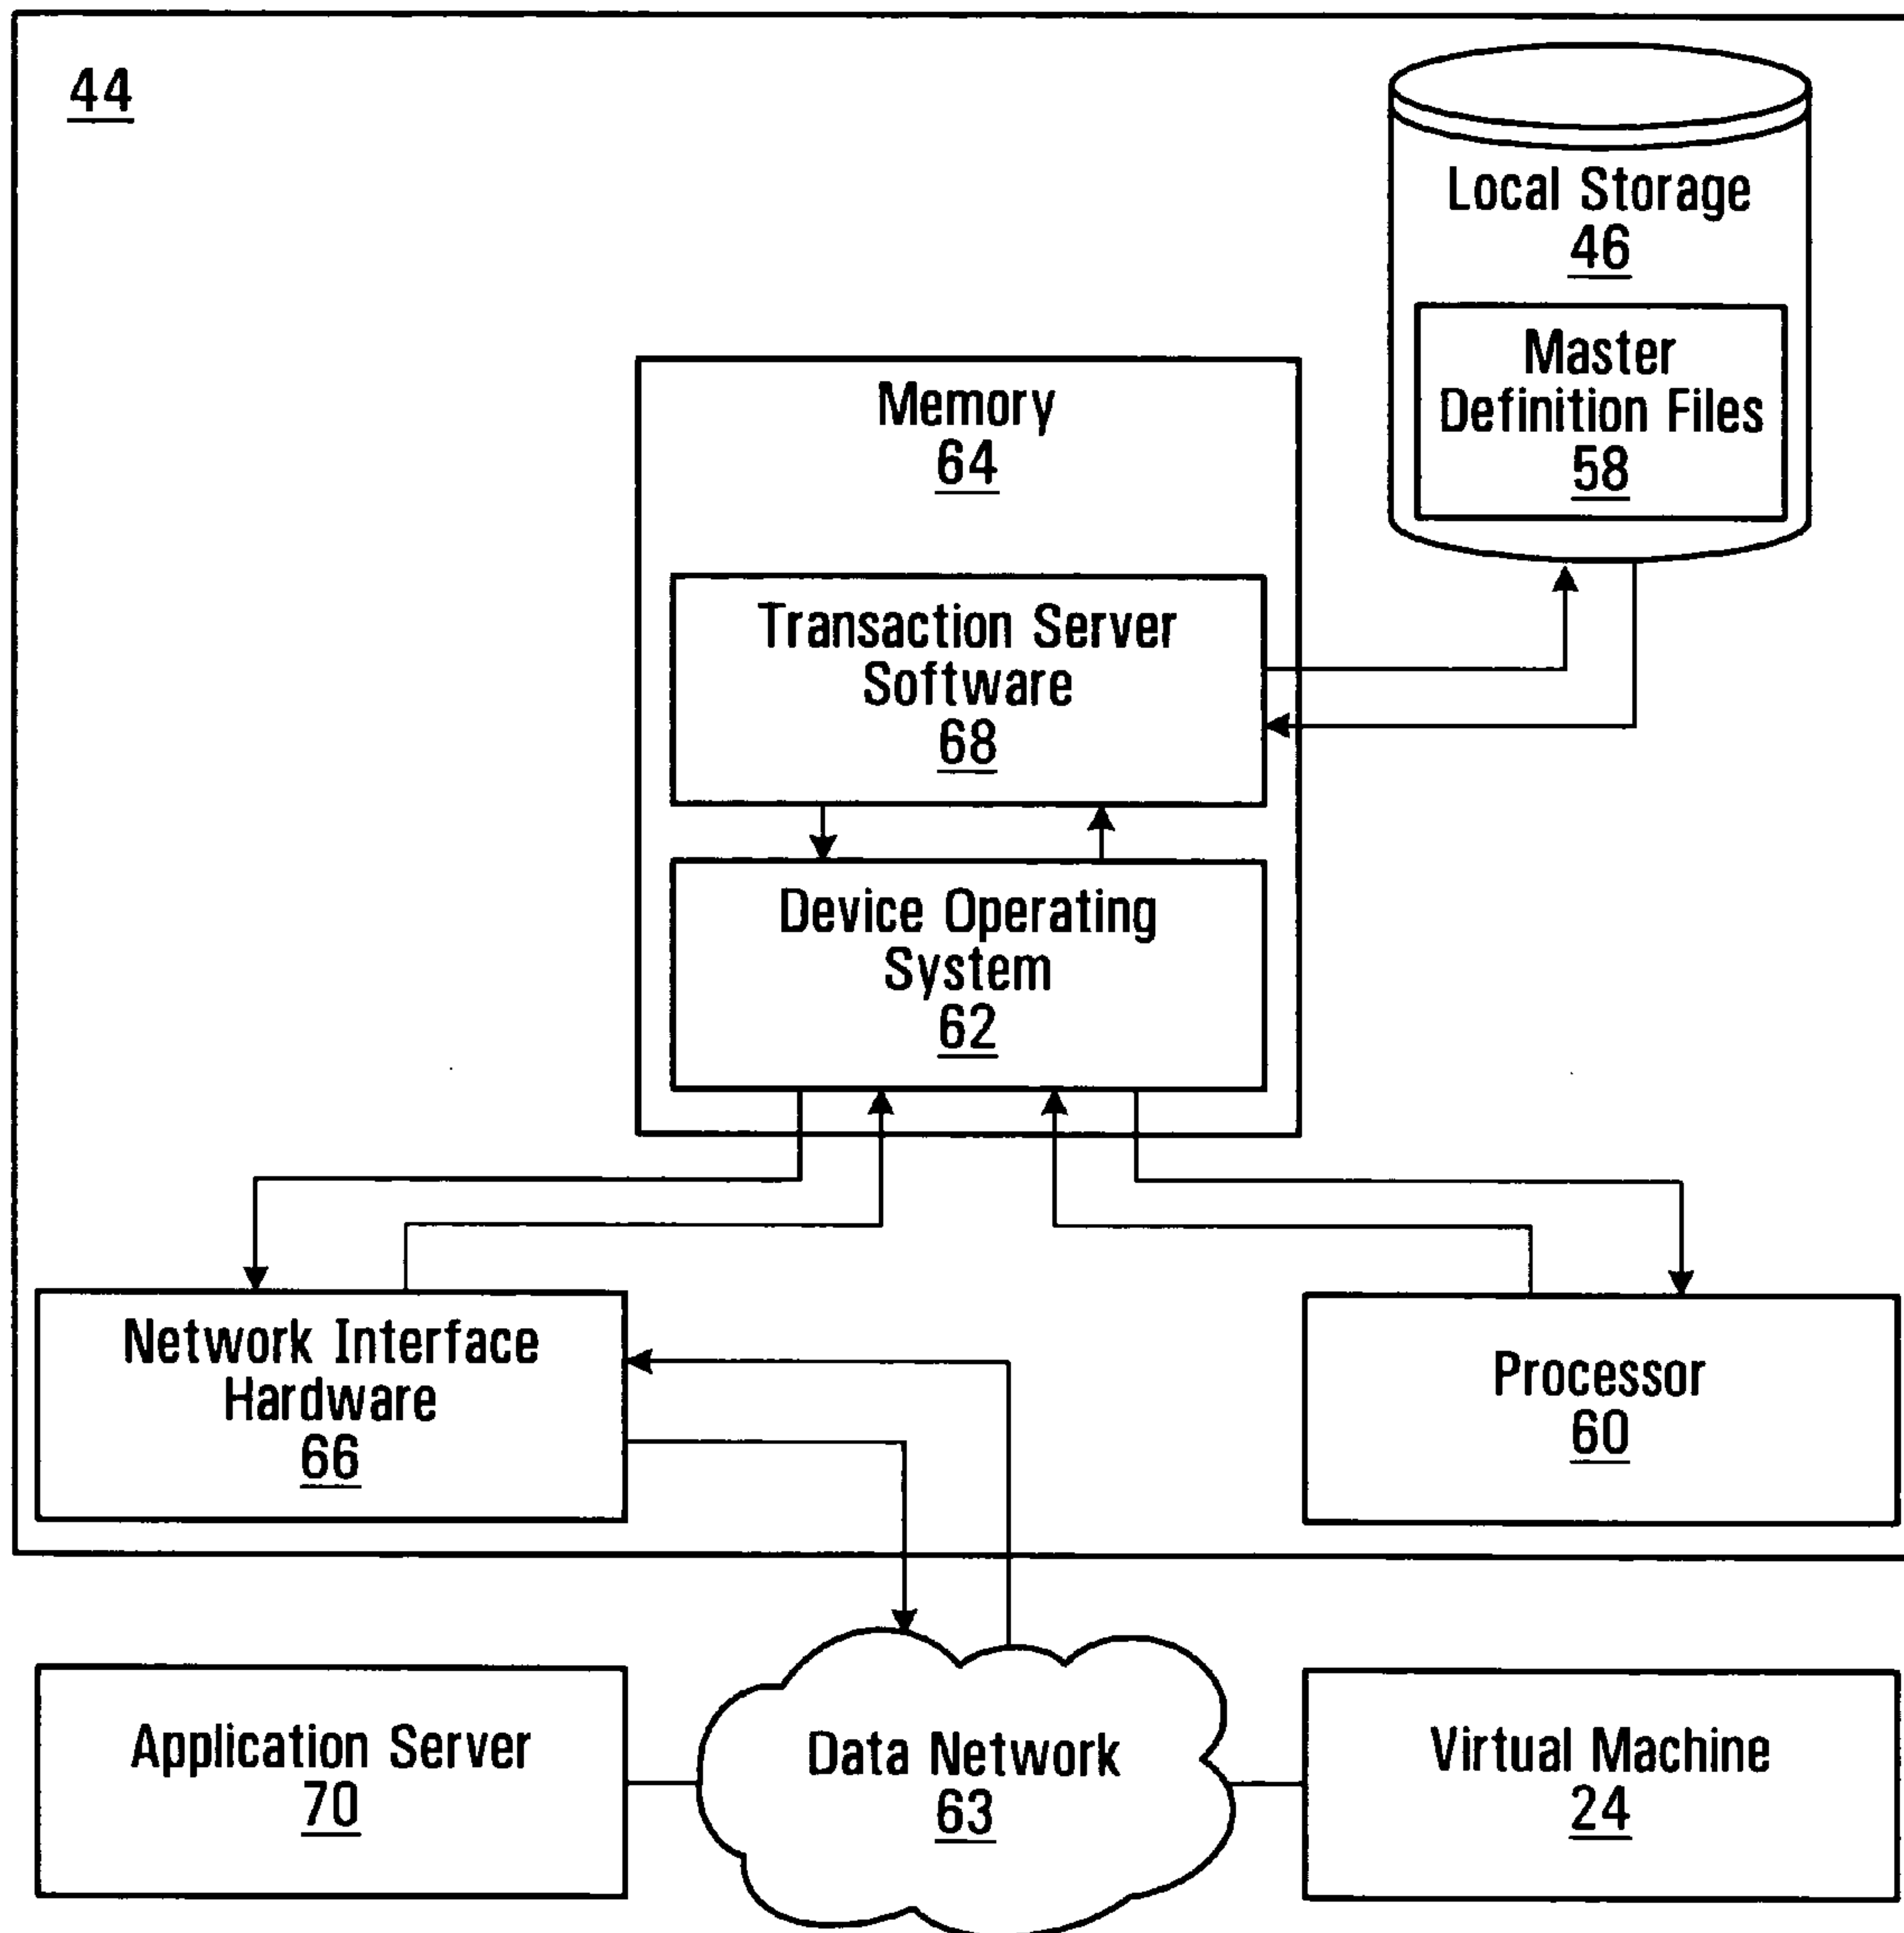 44
Local Storage
46
Master
Definition Files
58
Memory
64
Transaction Server
Software
68
Device Operating
System
62
Network Interface
Hardware
66
Processor
60
Application Server
70
Data Network
63
Virtual Machine
24